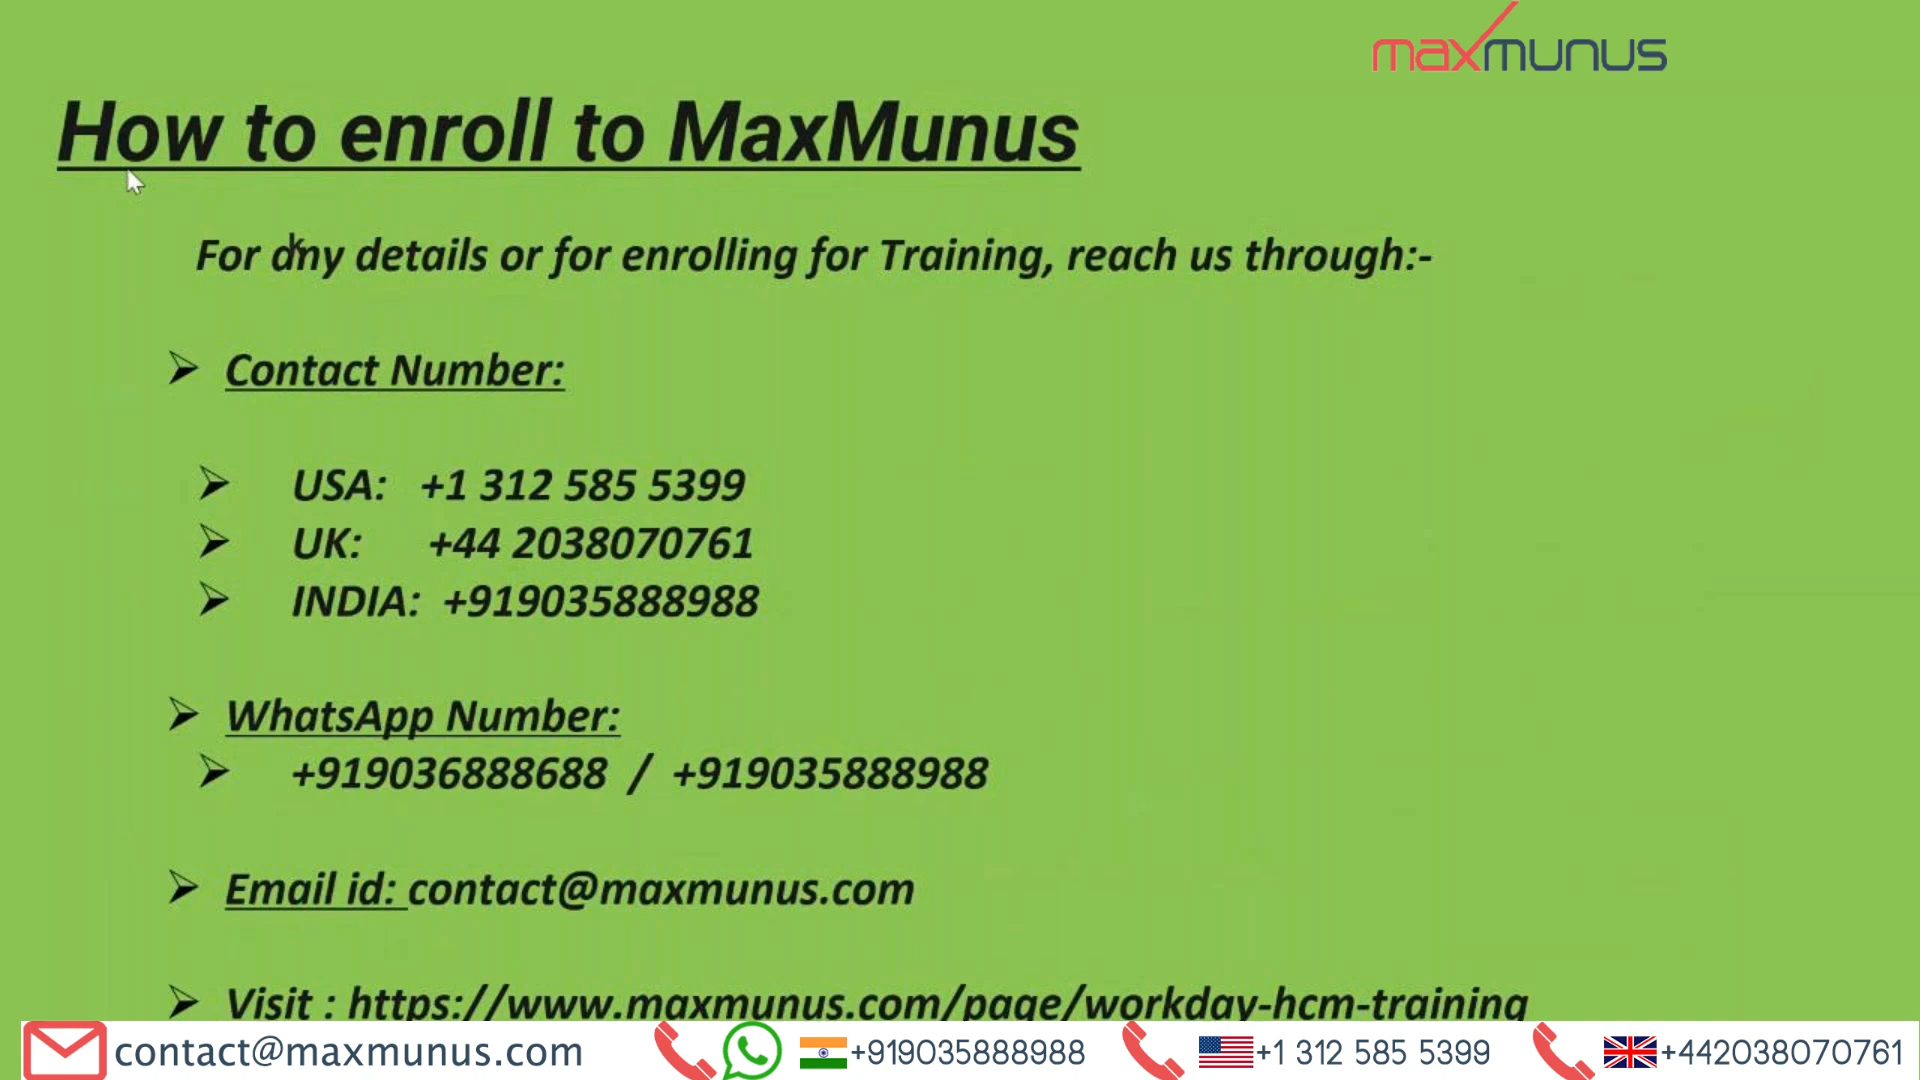 maxmunus
How to enroll to MaxMunus
For any details or for enrolling for Training, reach us through:-
Contact Number:
USA: +1 312 585 5399
UK: +44 2038070761
INDIA: +919035888988
WhatsApp Number:
+919036888688 / +919035888988
Email id: contact@maxmunus.com
Visit : https://www.maxmunus.com/page/workday-hcm-training
contact@maxmunus.com +919035888988 +1 312 585 5399 +442038070761